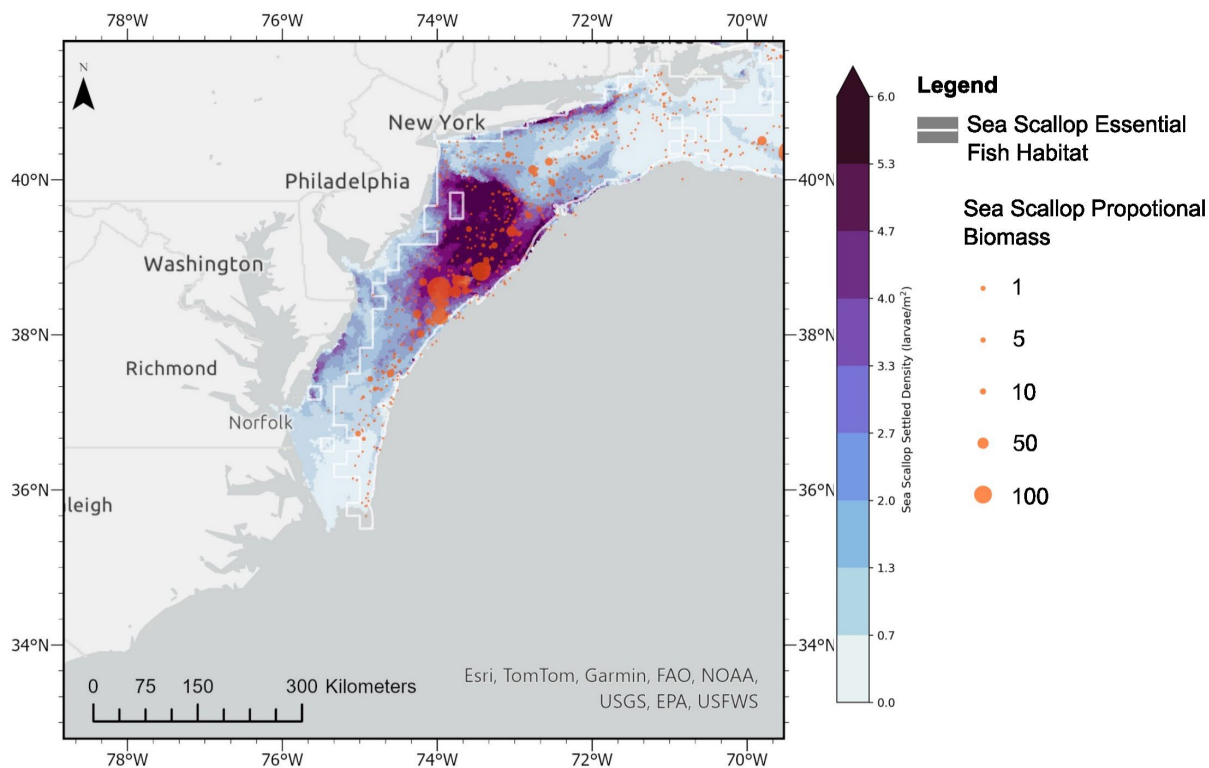 78°W 76°W 74°W 72°W 70°W
N
New York
Philadelphia
Washington
Richmond
Norfolk
leigh
40°N 40°N
38°N 38°N
36°N 36°N
34°N 34°N
0 75 150 300 Kilometers
Esri, TomTom, Garmin, FAO, NOAA,
USGS, EPA, USFWS
78°W 76°W 74°W 72°W 70°W
6.0
5.3
4.7
4.0
3.3
2.7
2.0
1.3
0.7
0.0
Sea Scallop Settled Density (larvae/m²)
Legend
Sea Scallop Essential
Fish Habitat
Sea Scallop Propotional
Biomass
1
5
10
50
100